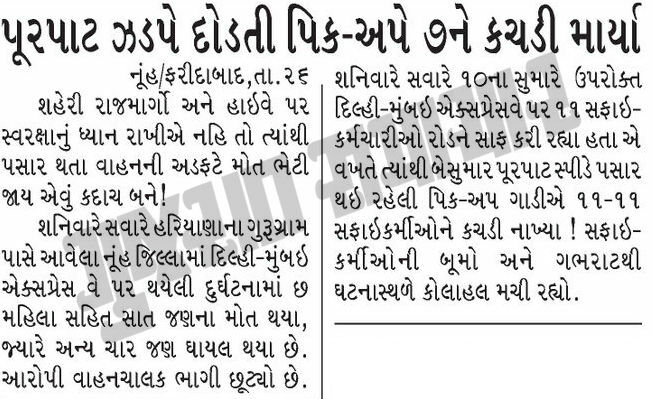 પૂરપાટ ઝડપે દોડતી પિક-અપે ૭ને કચડી માર્યા
નૂંહ/ફરીદાબાદ,તા.૨૬
શહેરી રાજમાર્ગો અને હાઇવે પર
સ્વરક્ષાનું ધ્યાન રાખીએ નહિ તો ત્યાંથી
પસાર થતા વાહનની અડફટે મોત ભેટી
જાય એવું કદાચ બને!
શનિવારે સવારે હરિયાણાના ગુરુગ્રામ
પાસે આવેલા નૂંહ જિલ્લામાં દિલ્હી-મુંબઇ
એક્સપ્રેસ વે પર થયેલી દુર્ઘટનામાં છ
મહિલા સહિત સાત જણના મોત થયા,
જ્યારે અન્ય ચાર જણ ઘાયલ થયા છે.
આરોપી વાહનચાલક ભાગી છૂટ્યો છે.
શનિવારે સવારે ૧૦ના સુમારે ઉપરોક્ત
દિલ્હી-મુંબઇ એક્સપ્રેસવે પર ૧૧ સફાઇ-
કર્મચારીઓ રોડને સાફ કરી રહ્યા હતા એ
વખતે ત્યાંથી બેસુમાર પૂરપાટ સ્પીડે પસાર
થઇ રહેલી પિક-અપ ગાડીએ ૧૧-૧૧
સફાઇકર્મીઓને કચડી નાખ્યા ! સફાઇ-
કર્મીઓની બૂમો અને ગભરાટથી
ઘટનાસ્થળે કોલાહલ મચી રહ્યો.